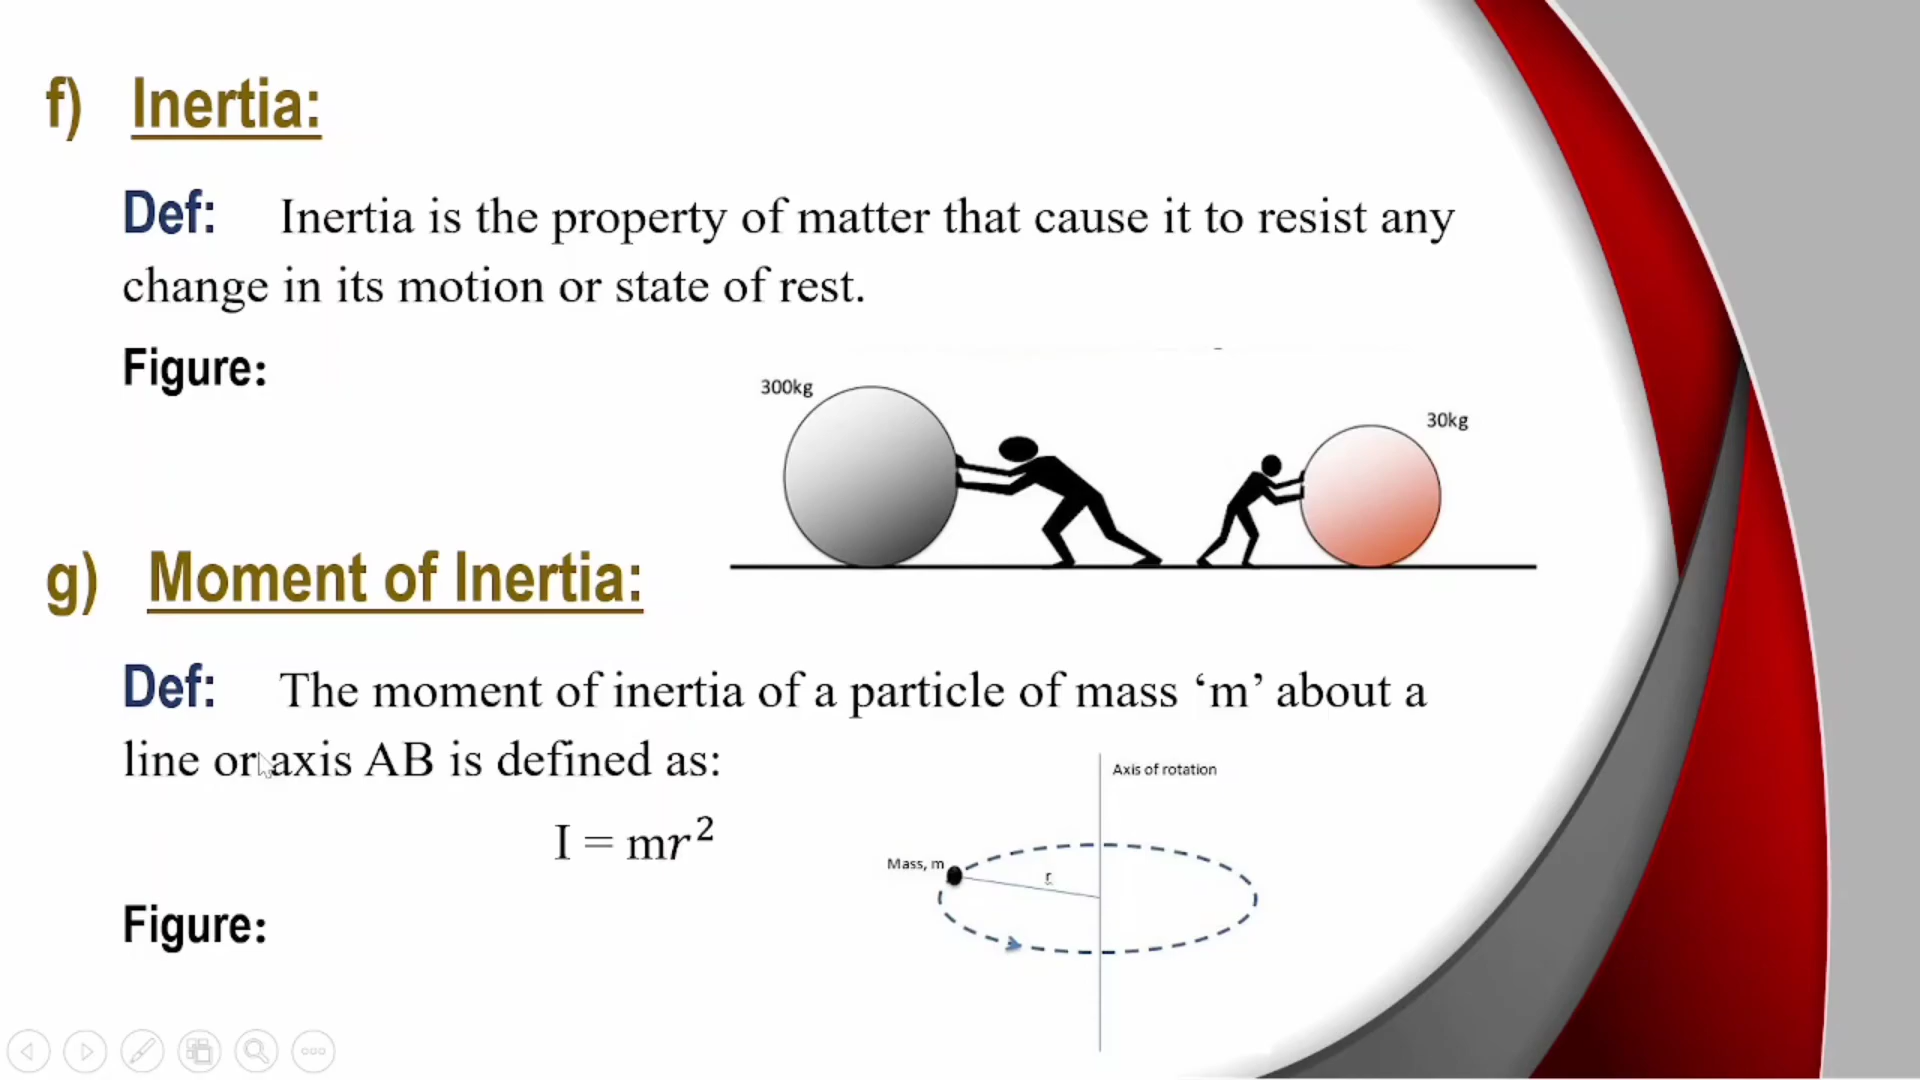 f) Inertia:
Def: Inertia is the property of matter that cause it to resist any
change in its motion or state of rest.
Figure:
300kg
30kg
g) Moment of Inertia:
Def: The moment of inertia of a particle of mass ‘m’ about a
line or axis AB is defined as:
I = mr²
Figure:
Axis of rotation
Mass, m
r